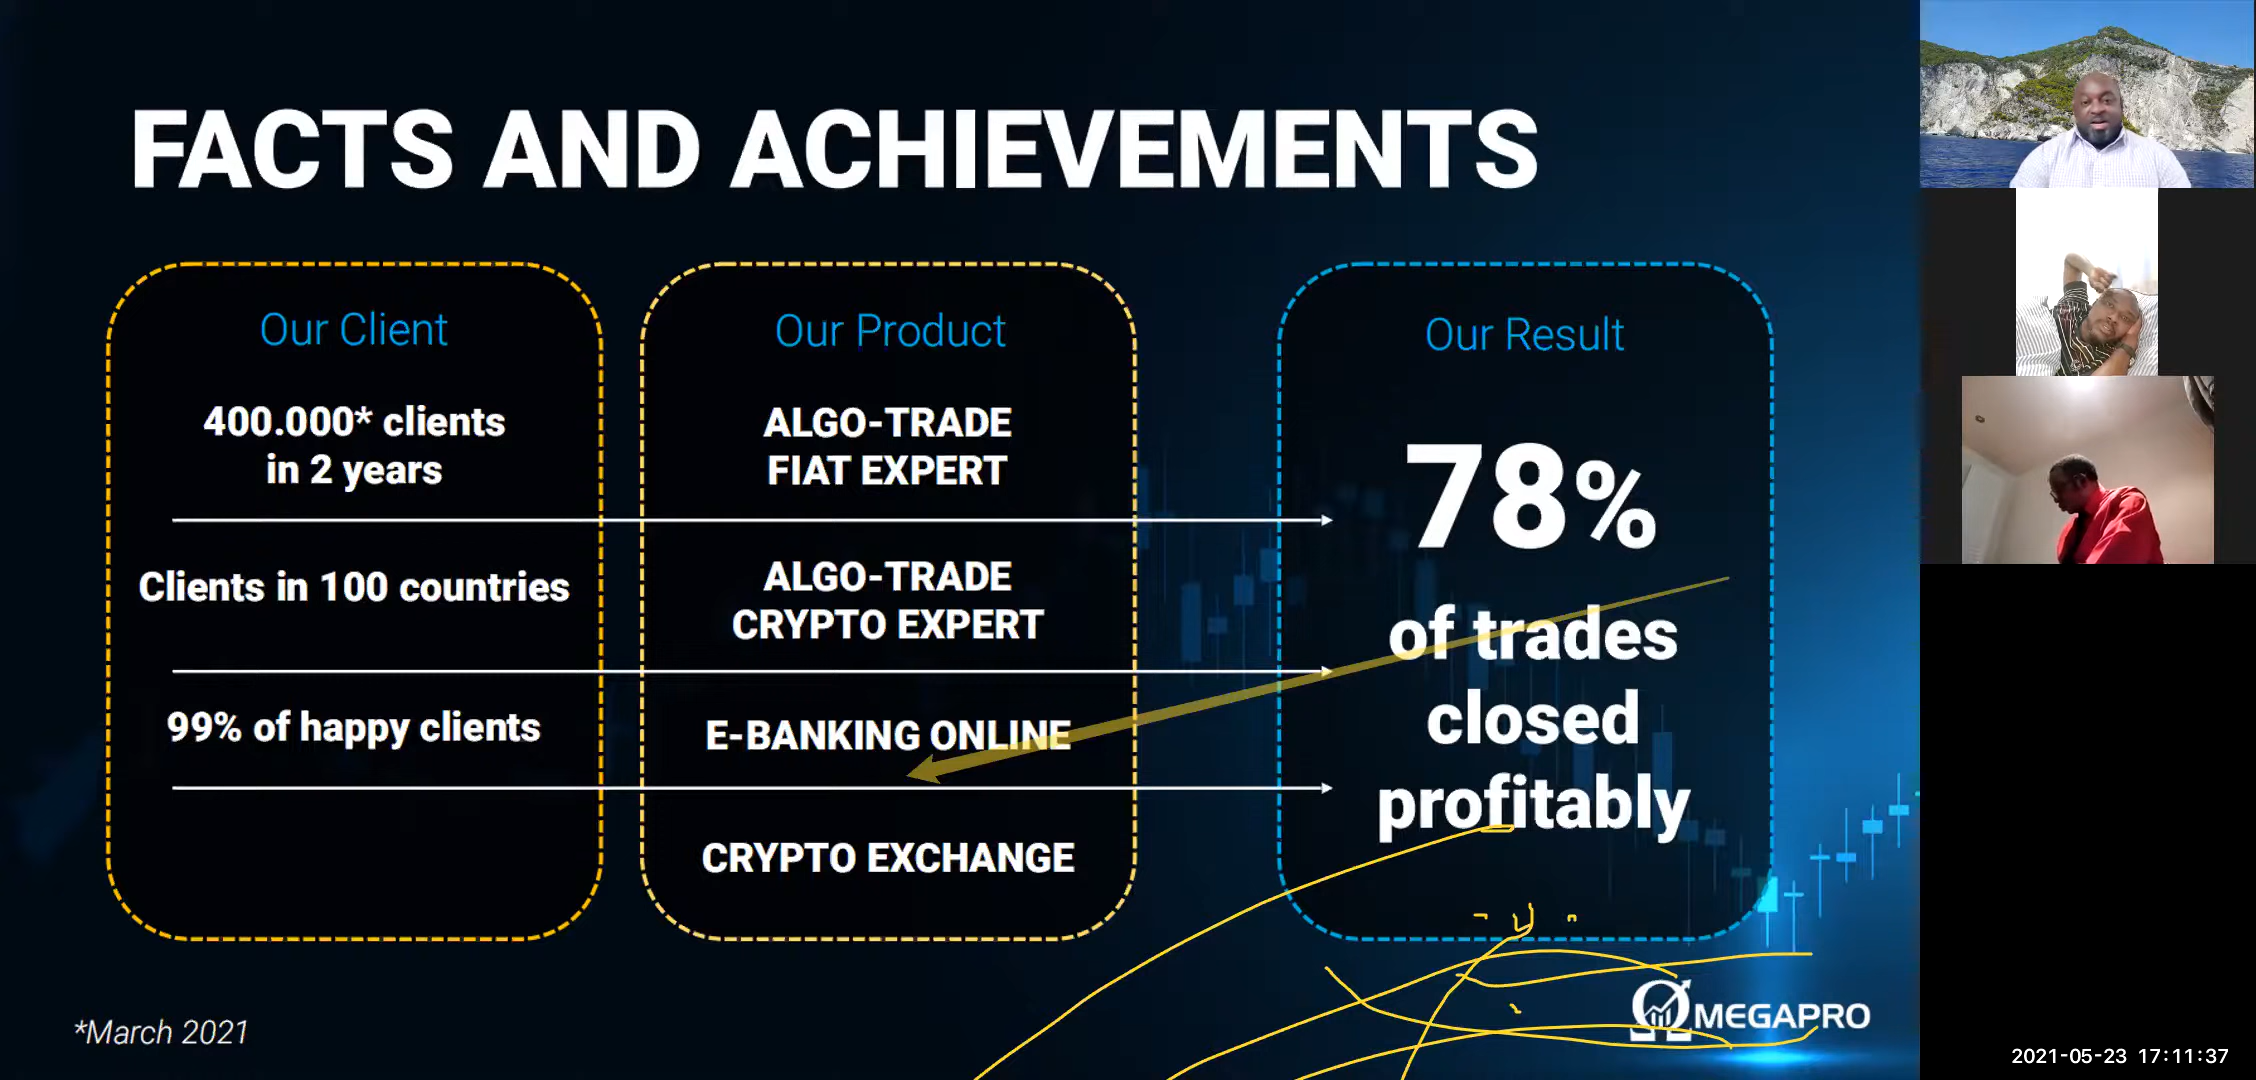 FACTS AND ACHIEVEMENTS
Our Client
400.000* clients
in 2 years
Clients in 100 countries
99% of happy clients
Our Product
ALGO-TRADE
FIAT EXPERT
ALGO-TRADE
CRYPTO EXPERT
E-BANKING ONLINE
CRYPTO EXCHANGE
Our Result
78%
of trades
closed
profitably
*March 2021
ΩMEGAPRO
2021-05-23 17:11:37